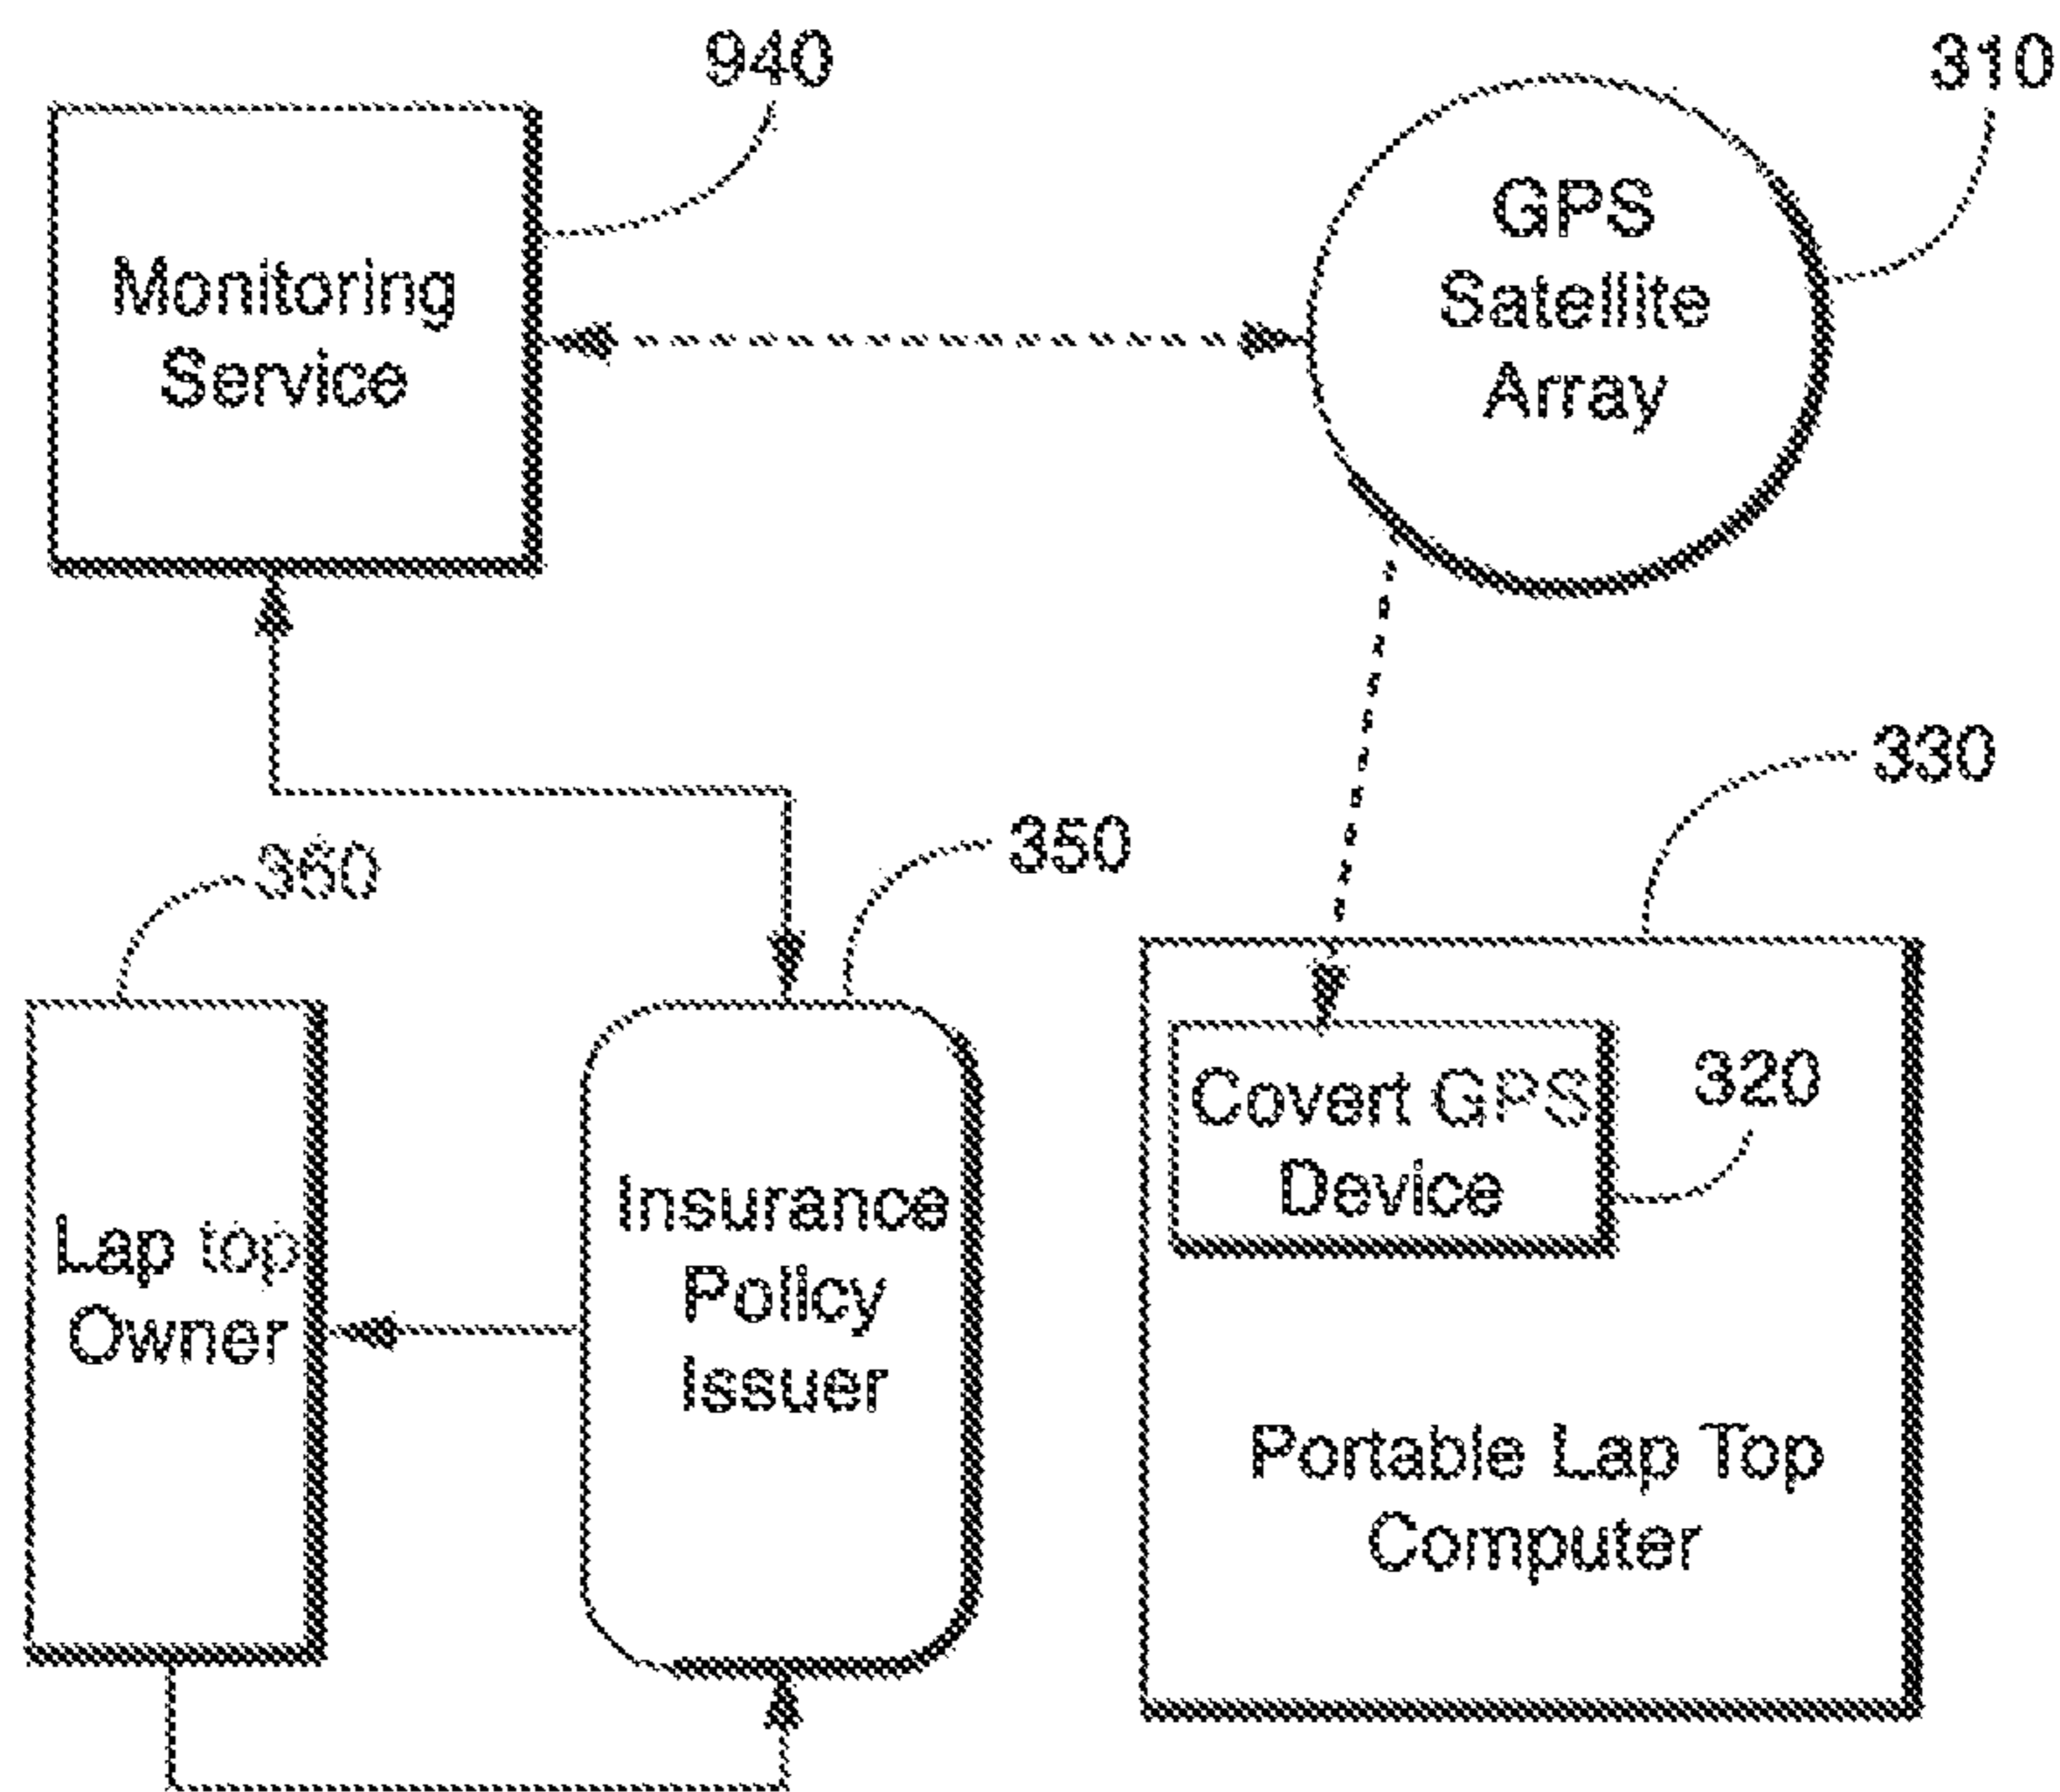 940
310
Monitoring
Service
GPS
Satellite
Array
330
350
360
Covert GPS
Device
320
Insurance
Policy
Issuer
Lap top
Owner
Portable Lap Top
Computer